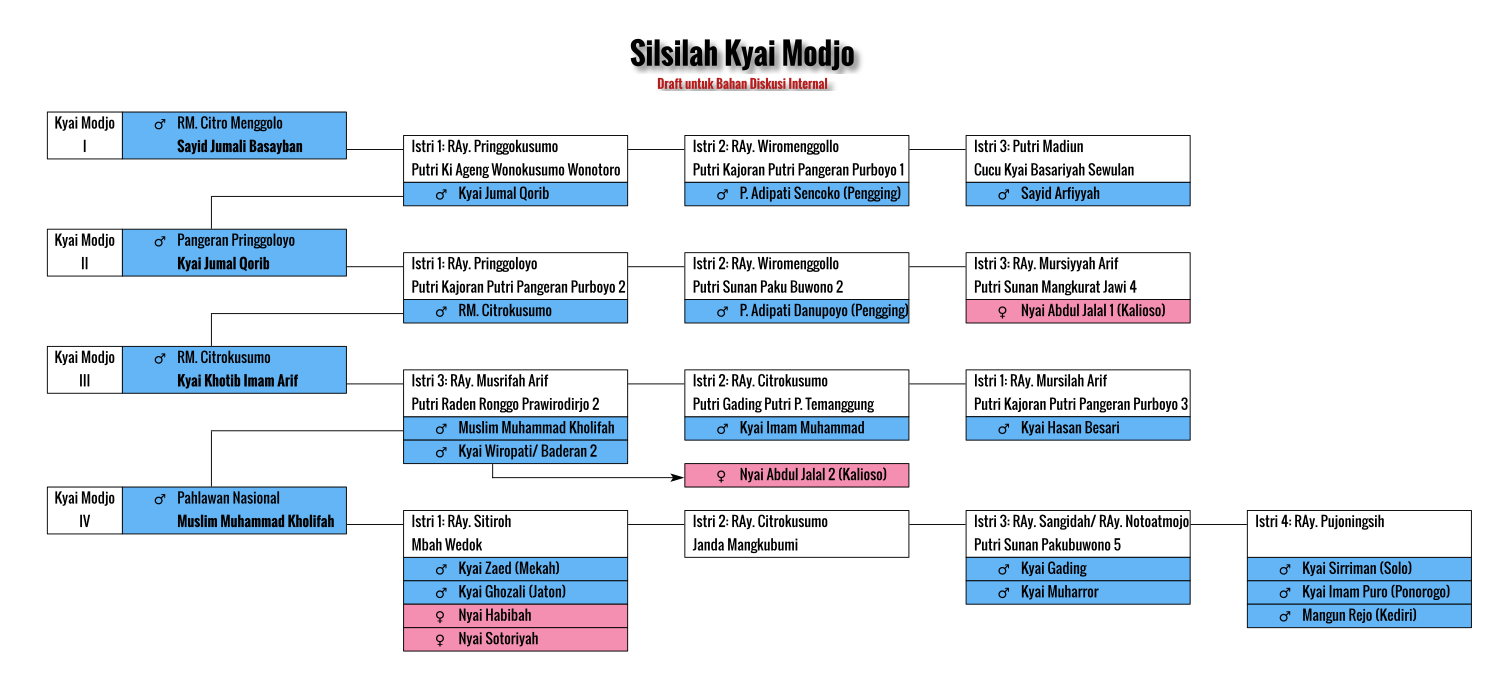 Silsilah Kyai Modjo
Draft untuk Bahan Diskusi Internal
Kyai Modjo
I
♂ RM. Citro Menggolo
Sayid Jumali Basayban
Istri 1: RAy. Pringgokusumo
Putri Ki Ageng Wonokusumo Wonotoro
♂ Kyai Jumal Qorib
Istri 2: RAy. Wiromenggollo
Putri Kajoran Putri Pangeran Purboyo 1
♂ P. Adipati Sencoko (Pengging)
Istri 3: Putri Madiun
Cucu Kyai Basariyah Sewulan
♂ Sayid Arfiyyah
Kyai Modjo
II
♂ Pangeran Pringgoloyo
Kyai Jumal Qorib
Istri 1: RAy. Pringgoloyo
Putri Kajoran Putri Pangeran Purboyo 2
♂ RM. Citrokusumo
Istri 2: RAy. Wiromenggollo
Putri Sunan Paku Buwono 2
♂ P. Adipati Danupoyo (Pengging)
Istri 3: RAy. Mursiyyah Arif
Putri Sunan Mangkurat Jawi 4
♀ Nyai Abdul Jalal 1 (Kalioso)
Kyai Modjo
III
♂ RM. Citrokusumo
Kyai Khotib Imam Arif
Istri 3: RAy. Musrifah Arif
Putri Raden Ronggo Prawirodirjo 2
♂ Muslim Muhammad Kholifah
♂ Kyai Wiropati/ Baderan 2
Istri 2: RAy. Citrokusumo
Putri Gading Putri P. Temanggung
♂ Kyai Imam Muhammad
Istri 1: RAy. Mursilah Arif
Putri Kajoran Putri Pangeran Purboyo 3
♂ Kyai Hasan Besari
♀ Nyai Abdul Jalal 2 (Kalioso)
Kyai Modjo
IV
♂ Pahlawan Nasional
Muslim Muhammad Kholifah
Istri 1: RAy. Sitiroh
Mbah Wedok
♂ Kyai Zaed (Mekah)
♂ Kyai Ghozali (Jaton)
♀ Nyai Habibah
♀ Nyai Sotoriyah
Istri 2: RAy. Citrokusumo
Janda Mangkubumi
Istri 3: RAy. Sangidah/ RAy. Notoatmojo
Putri Sunan Pakubuwono 5
♂ Kyai Gading
♂ Kyai Muharror
Istri 4: RAy. Pujoningsih
♂ Kyai Sirriman (Solo)
♂ Kyai Imam Puro (Ponorogo)
♂ Mangun Rejo (Kediri)